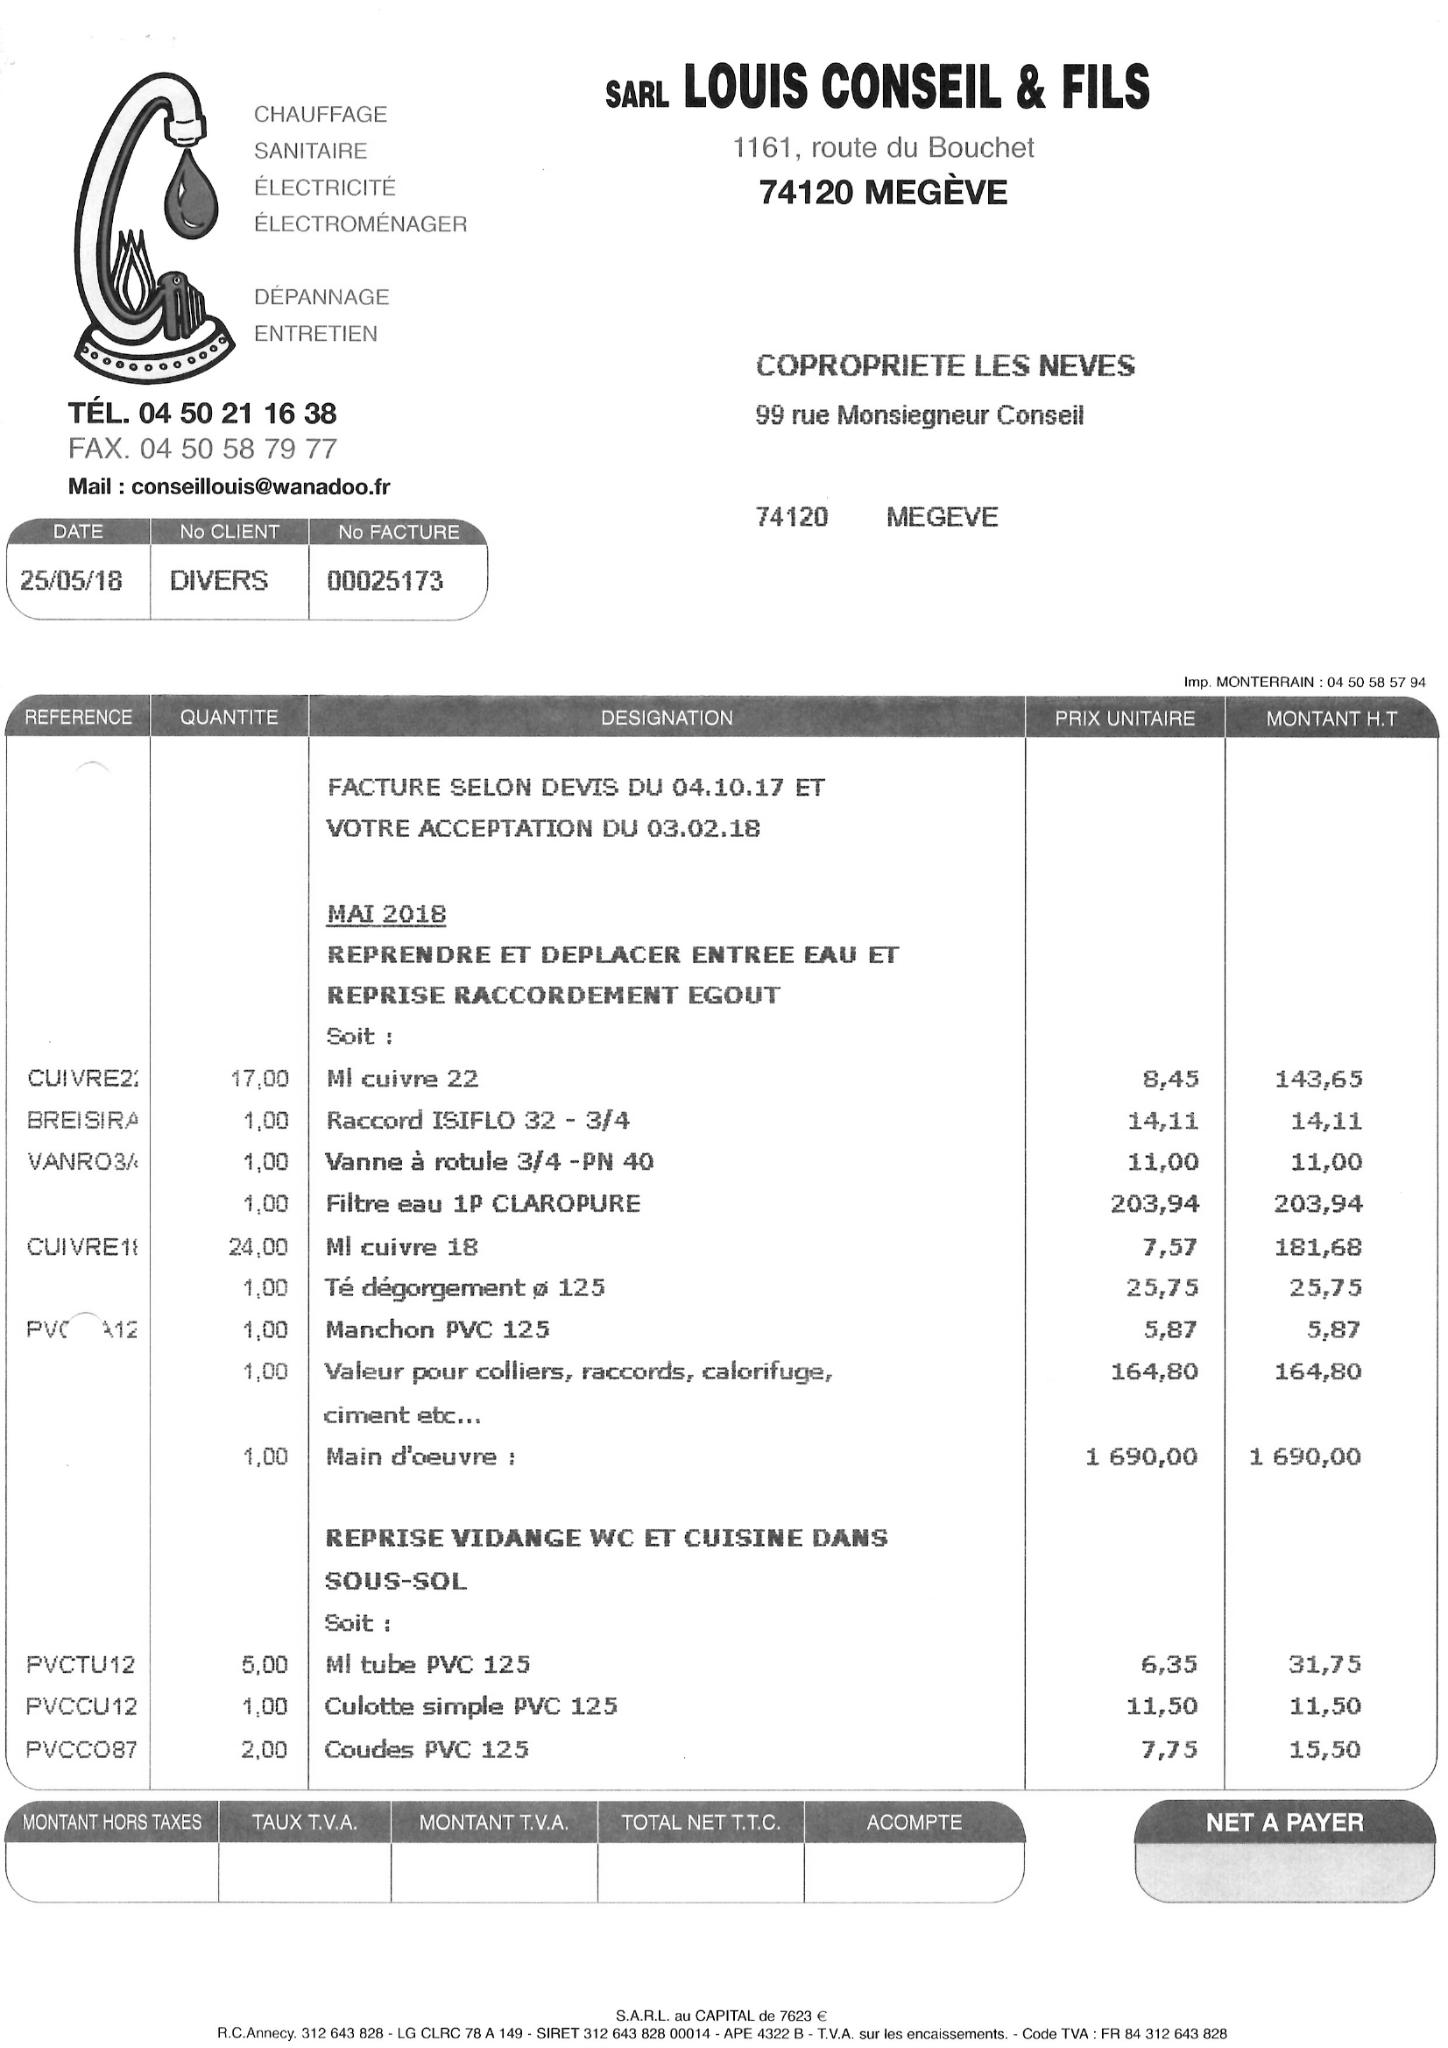 SARL LOUIS CONSEIL & FILS
1161, route du Bouchet
74120 MEGÈVE
CHAUFFAGE
SANITAIRE
ÉLECTRICITÉ
ÉLECTROMÉNAGER
DÉPANNAGE
ENTRETIEN
TÉL. 04 50 21 16 38
FAX. 04 50 58 79 77
Mail : conseillouis@wanadoo.fr
COPROPRIETE LES NEVES
99 rue Monsiegneur Conseil
74120 MEGEVE
DATE No CLIENT No FACTURE
25/05/18 DIVERS 00025173
Imp. MONTERRAIN : 04 50 58 57 94
REFERENCE QUANTITE DESIGNATION PRIX UNITAIRE MONTANT H.T
FACTURE SELON DEVIS DU 04.10.17 ET
VOTRE ACCEPTATION DU 03.02.18
MAI 2018
REPRENDRE ET DEPLACER ENTREE EAU ET
REPRISE RACCORDEMENT EGOUT
Soit :
CUIVRE22 17,00 Ml cuivre 22 8,45 143,65
BREISIRA 1,00 Raccord ISIFLO 32 - 3/4 14,11 14,11
VANRO3/4 1,00 Vanne à rotule 3/4 -PN 40 11,00 11,00
1,00 Filtre eau 1P CLAROPURE 203,94 203,94
CUIVRE18 24,00 Ml cuivre 18 7,57 181,68
1,00 Té dégorgement ø 125 25,75 25,75
1,00 Manchon PVC 125 5,87 5,87
1,00 Valeur pour colliers, raccords, calorifuge, 164,80 164,80
ciment etc...
1,00 Main d'oeuvre : 1 690,00 1 690,00
REPRISE VIDANGE WC ET CUISINE DANS
SOUS-SOL
Soit :
PVCTU12 5,00 Ml tube PVC 125 6,35 31,75
PVCCU12 1,00 Culotte simple PVC 125 11,50 11,50
PVCCO87 2,00 Coudes PVC 125 7,75 15,50
MONTANT HORS TAXES TAUX T.V.A. MONTANT T.V.A. TOTAL NET T.T.C. ACOMPTE NET A PAYER
S.A.R.L. au CAPITAL de 7623 €
R.C.Annecy. 312 643 828 - LG CLRC 78 A 149 - SIRET 312 643 828 00014 - APE 4322 B - T.V.A. sur les encaissements. - Code TVA : FR 84 312 643 828